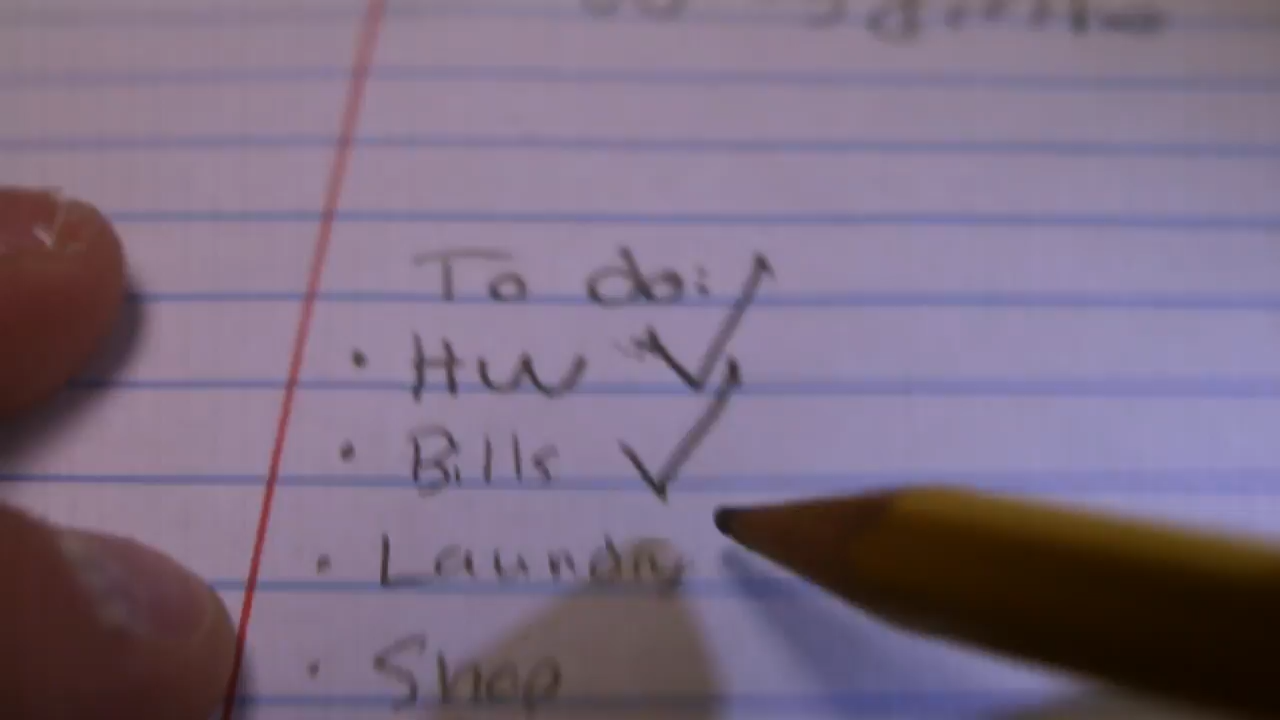 To do:
• HW ✓
• Bills ✓
• Laundry
• Shop